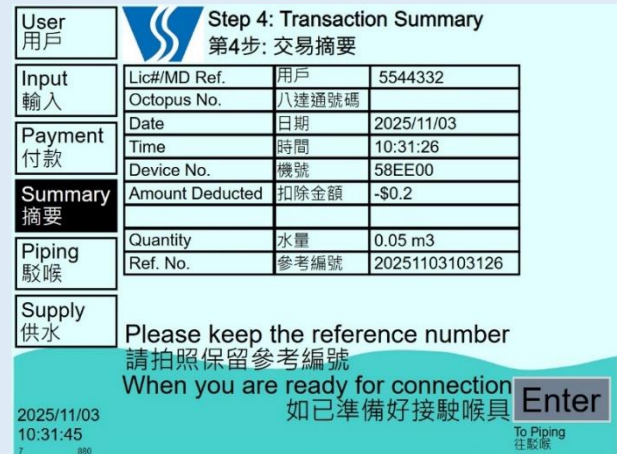 User
用戶
Input
輸入
Payment
付款
Summary
摘要
Piping
駁喉
Supply
供水
Step 4: Transaction Summary
第4步: 交易摘要
Lic#/MD Ref. 用戶 5544332
Octopus No. 八達通號碼
Date 日期 2025/11/03
Time 時間 10:31:26
Device No. 機號 58EE00
Amount Deducted 扣除金額 -$0.2
Quantity 水量 0.05 m3
Ref. No. 參考編號 20251103103126
Please keep the reference number
請拍照保留參考編號
When you are ready for connection
如已準備好接駛喉具
Enter
To Piping
往駁喉
2025/11/03
10:31:45
7 880